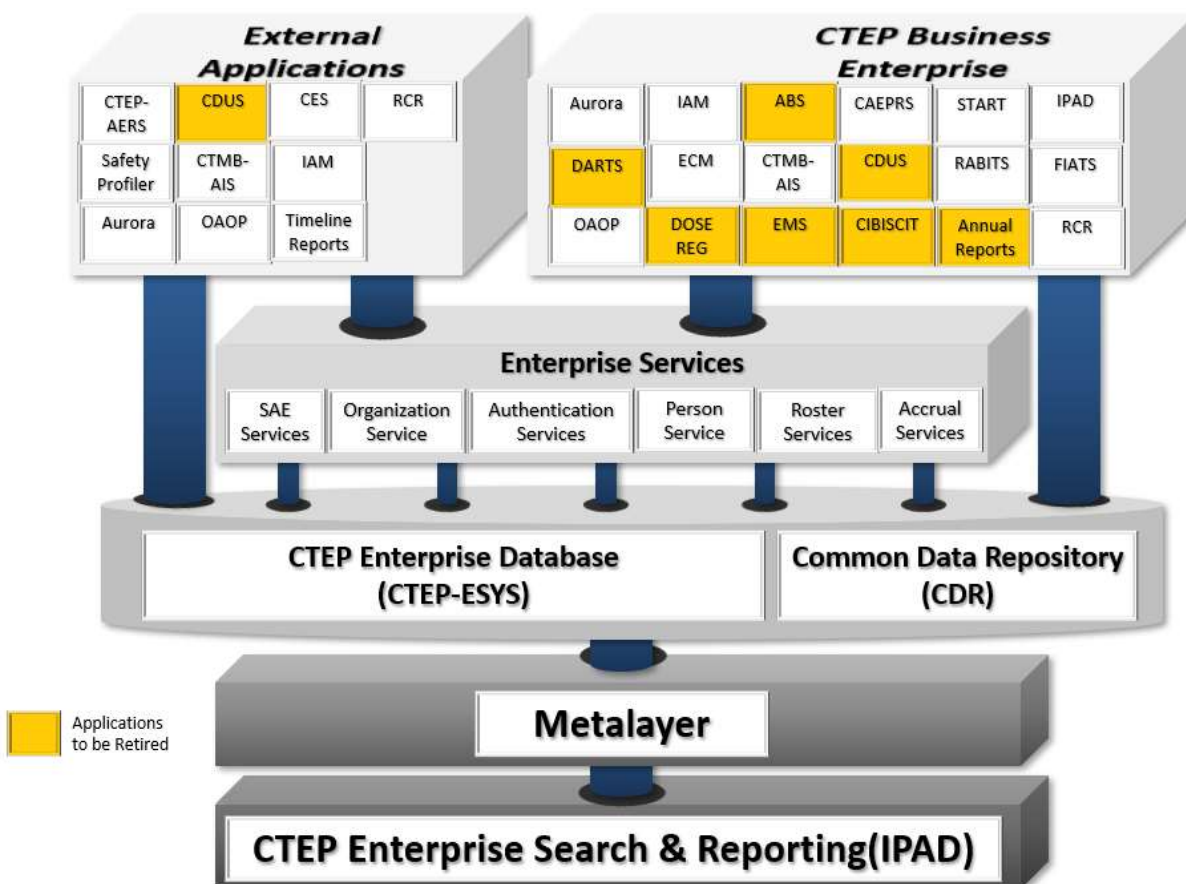 External
Applications
CTEP-
AERS
CDUS
CES
RCR
Safety
Profiler
CTMB-
AIS
IAM
Aurora
OAOP
Timeline
Reports
CTEP Business
Enterprise
Aurora
IAM
ABS
CAEPRS
START
IPAD
DARTS
ECM
CTMB-
AIS
CDUS
RABITS
FIATS
OAOP
DOSE
REG
EMS
CIBISCIT
Annual
Reports
RCR
Enterprise Services
SAE
Services
Organization
Service
Authentication
Services
Person
Service
Roster
Services
Accrual
Services
CTEP Enterprise Database
(CTEP-ESYS)
Common Data Repository
(CDR)
Metalayer
Applications
to be Retired
CTEP Enterprise Search & Reporting(IPAD)